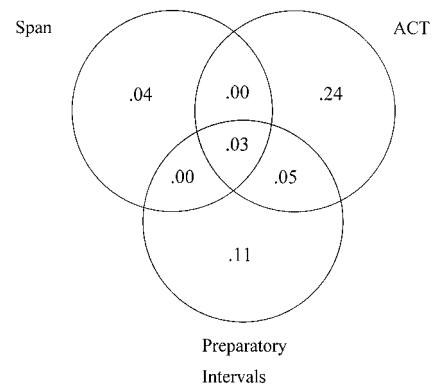 Span
ACT
.04
.00
.24
.03
.00
.05
.11
Preparatory
Intervals